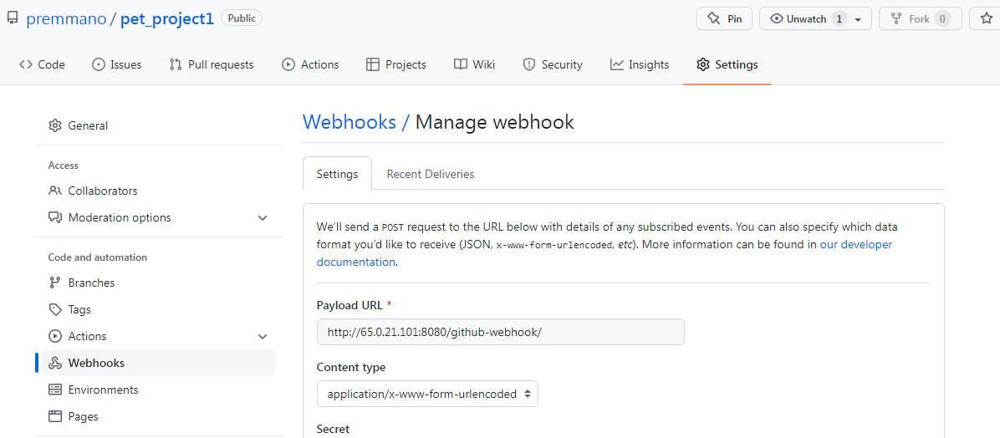 premmano / pet_project1 Public Pin Unwatch 1 Fork 0
Code Issues Pull requests Actions Projects Wiki Security Insights Settings
General
Access
Collaborators
Moderation options
Code and automation
Branches
Tags
Actions
Webhooks
Environments
Pages
Webhooks / Manage webhook
Settings Recent Deliveries
We'll send a POST request to the URL below with details of any subscribed events. You can also specify which data
format you'd like to receive (JSON, x-www-form-urlencoded, etc). More information can be found in our developer
documentation.
Payload URL *
http://65.0.21.101:8080/github-webhook/
Content type
application/x-www-form-urlencoded
Secret